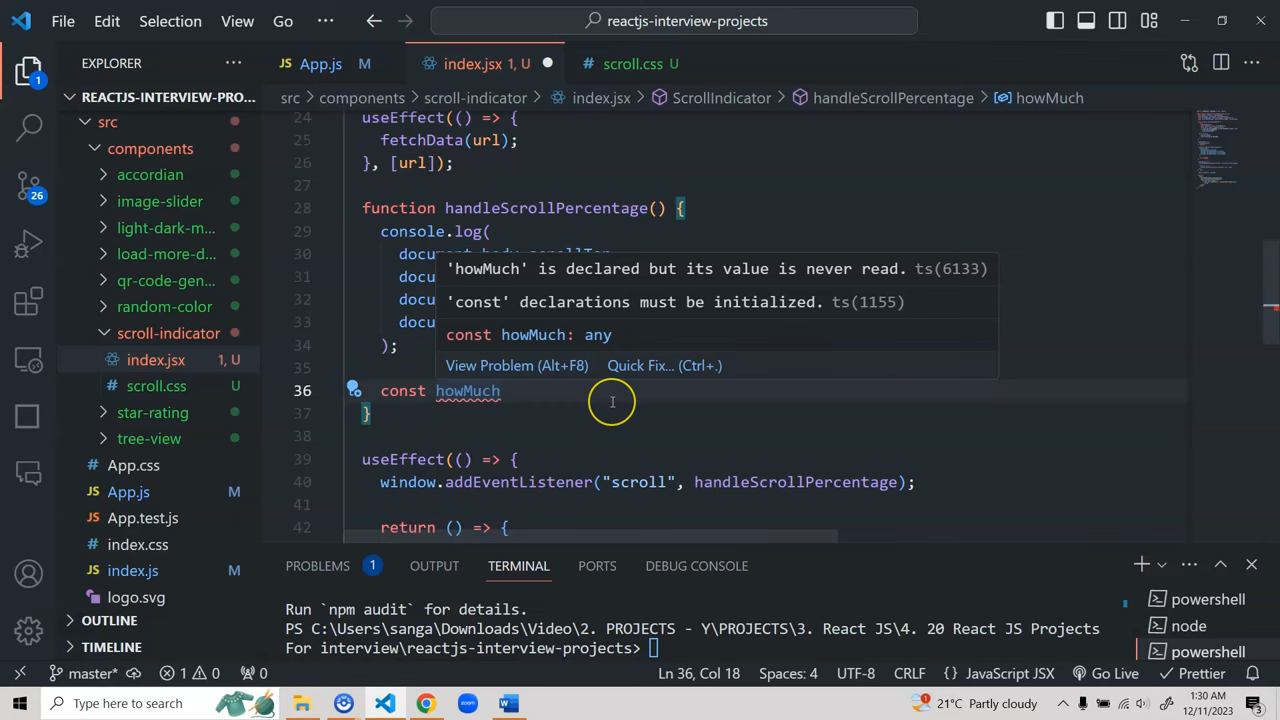 File Edit Selection View Go ··· reactjs-interview-projects
EXPLORER ···
App.js M
index.jsx 1, U
scroll.css U
REACTJS-INTERVIEW-PRO...
src > components > scroll-indicator > index.jsx > ScrollIndicator > handleScrollPercentage > howMuch
src
components
accordian
image-slider
light-dark-m...
load-more-d...
qr-code-gen...
random-color
scroll-indicator
index.jsx 1, U
scroll.css U
star-rating
tree-view
App.css
App.js M
App.test.js
index.css
index.js M
logo.svg
OUTLINE
TIMELINE
1
26
24 useEffect(() => {
25 fetchData(url);
26 }, [url]);
27
28 function handleScrollPercentage() {
29 console.log(
30 document.body.scrollTop,
31 docu
32 docu
33 docu
34 );
35
36 const howMuch
37 }
38
39 useEffect(() => {
40 window.addEventListener("scroll", handleScrollPercentage);
41
42 return () => {
'howMuch' is declared but its value is never read. ts(6133)
'const' declarations must be initialized. ts(1155)
const howMuch: any
View Problem (Alt+F8) Quick Fix... (Ctrl+.)
PROBLEMS 1 OUTPUT TERMINAL PORTS DEBUG CONSOLE
Run `npm audit` for details.
PS C:\Users\sanga\Downloads\Video\2. PROJECTS - Y\PROJECTS\3. React JS\4. 20 React JS Projects
For interview\reactjs-interview-projects>
powershell
node
powershell
master* 1 0 0 Ln 36, Col 18 Spaces: 4 UTF-8 CRLF {} JavaScript JSX Go Live Prettier
Type here to search
zoom
1
21°C Partly cloudy
1:30 AM
12/11/2023
3